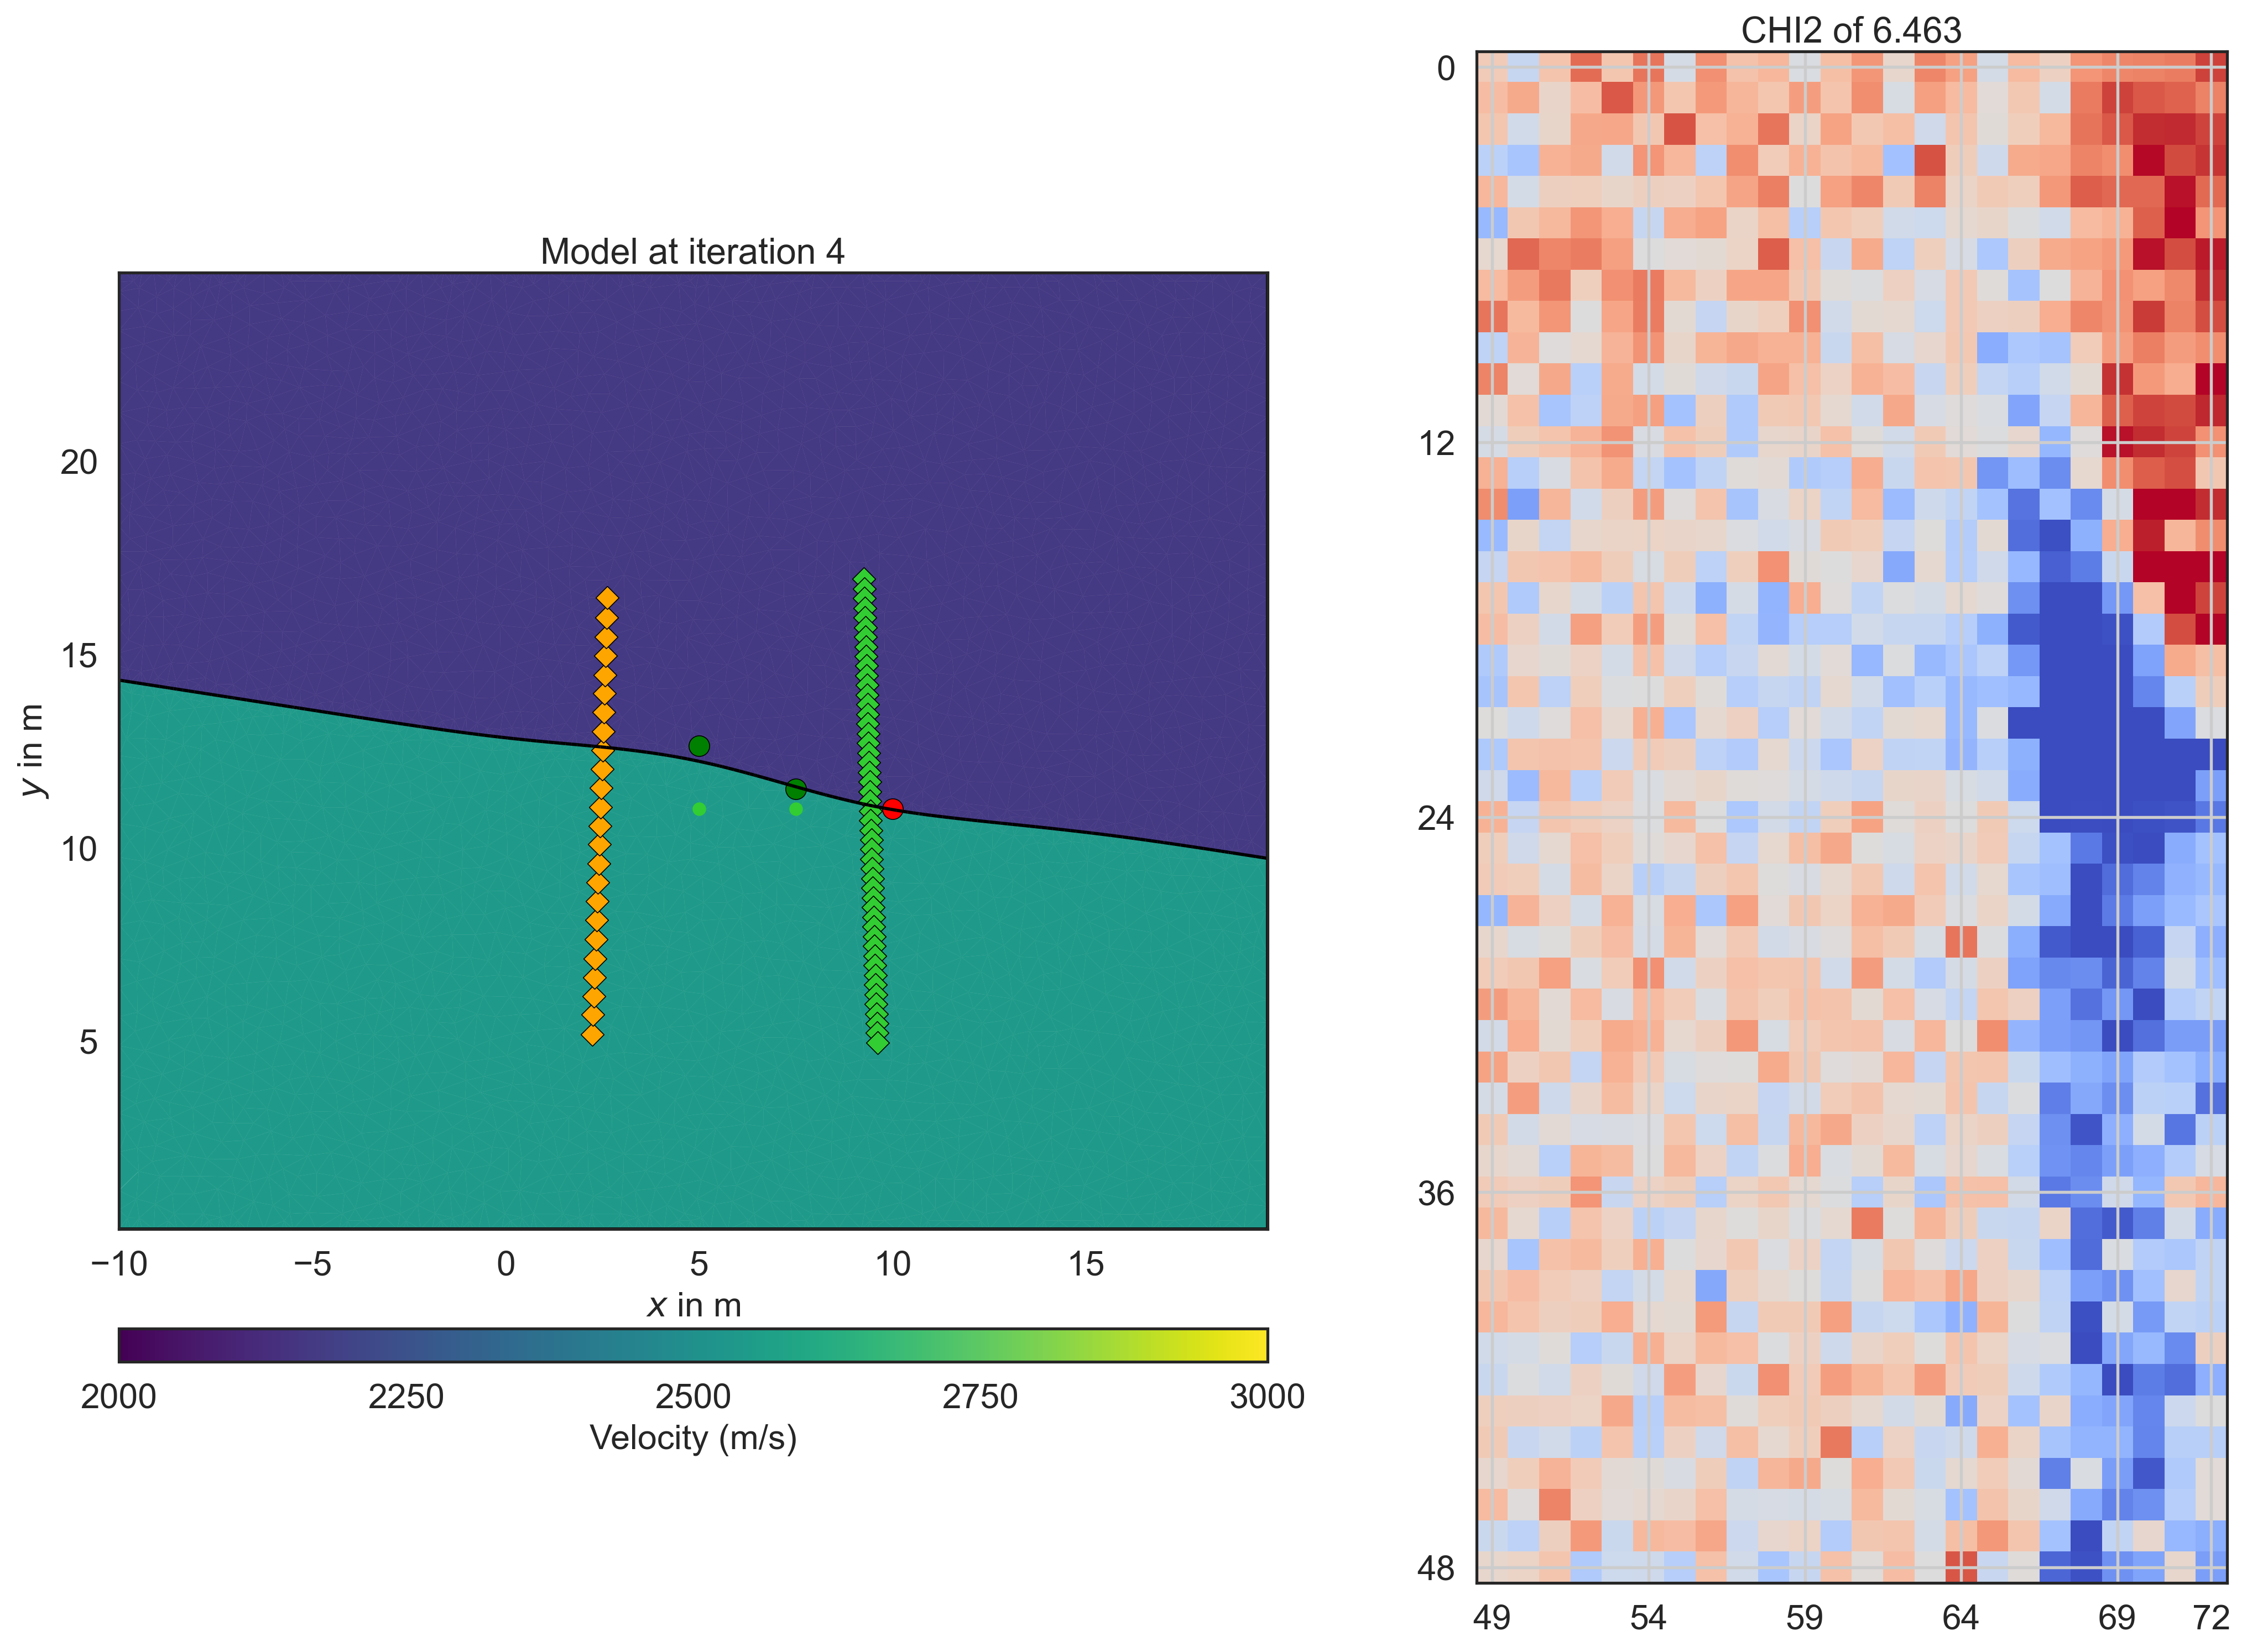 Model at iteration 4
20
15
10
5
y in m
−10 −5 0 5 10 15
x in m
2000 2250 2500 2750 3000
Velocity (m/s)
CHI2 of 6.463
0
12
24
36
48
49 54 59 64 69 72